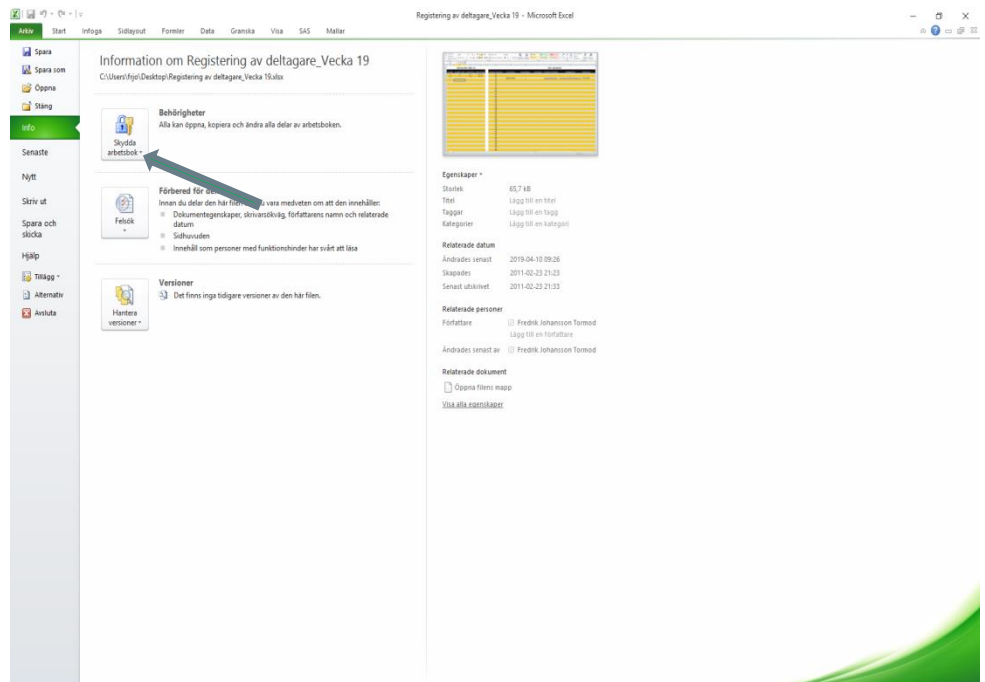 Registering av deltagare_Vecka 19 - Microsoft Excel
Arkiv Start Infoga Sidlayout Formler Data Granska Visa SAS Mallar
Spara
Spara som
Öppna
Stäng
Info
Senaste
Nytt
Skriv ut
Spara och
skicka
Hjälp
Tillägg
Alternativ
Avsluta
Information om Registering av deltagare_Vecka 19
C:\Users\frjo\Desktop\Registering av deltagare_Vecka 19.xlsx
Skydda
arbetsbok
Behörigheter
Alla kan öppna, kopiera och ändra alla delar av arbetsboken.
Felsök
Förbered för
Innan du delar den här vara medveten om att den innehåller:
Dokumentegenskaper, skrivarsökväg, författarens namn och relaterade
datum
Sidhuvuden
Innehåll som personer med funktionshinder har svårt att läsa
Hantera
versioner
Versioner
Det finns inga tidigare versioner av den här filen.
Egenskaper
Storlek 65,7 kB
Titel Lägg till en titel
Taggar Lägg till en tagg
Kategorier Lägg till en kategori
Relaterade datum
Ändrades senast 2019-04-10 09:26
Skapades 2011-02-23 21:23
Senast utskrivet 2011-02-23 21:33
Relaterade personer
Författare Fredrik Johansson Tormod
Lägg till en författare
Ändrades senast av Fredrik Johansson Tormod
Relaterade dokument
Öppna filens mapp
Visa alla egenskaper